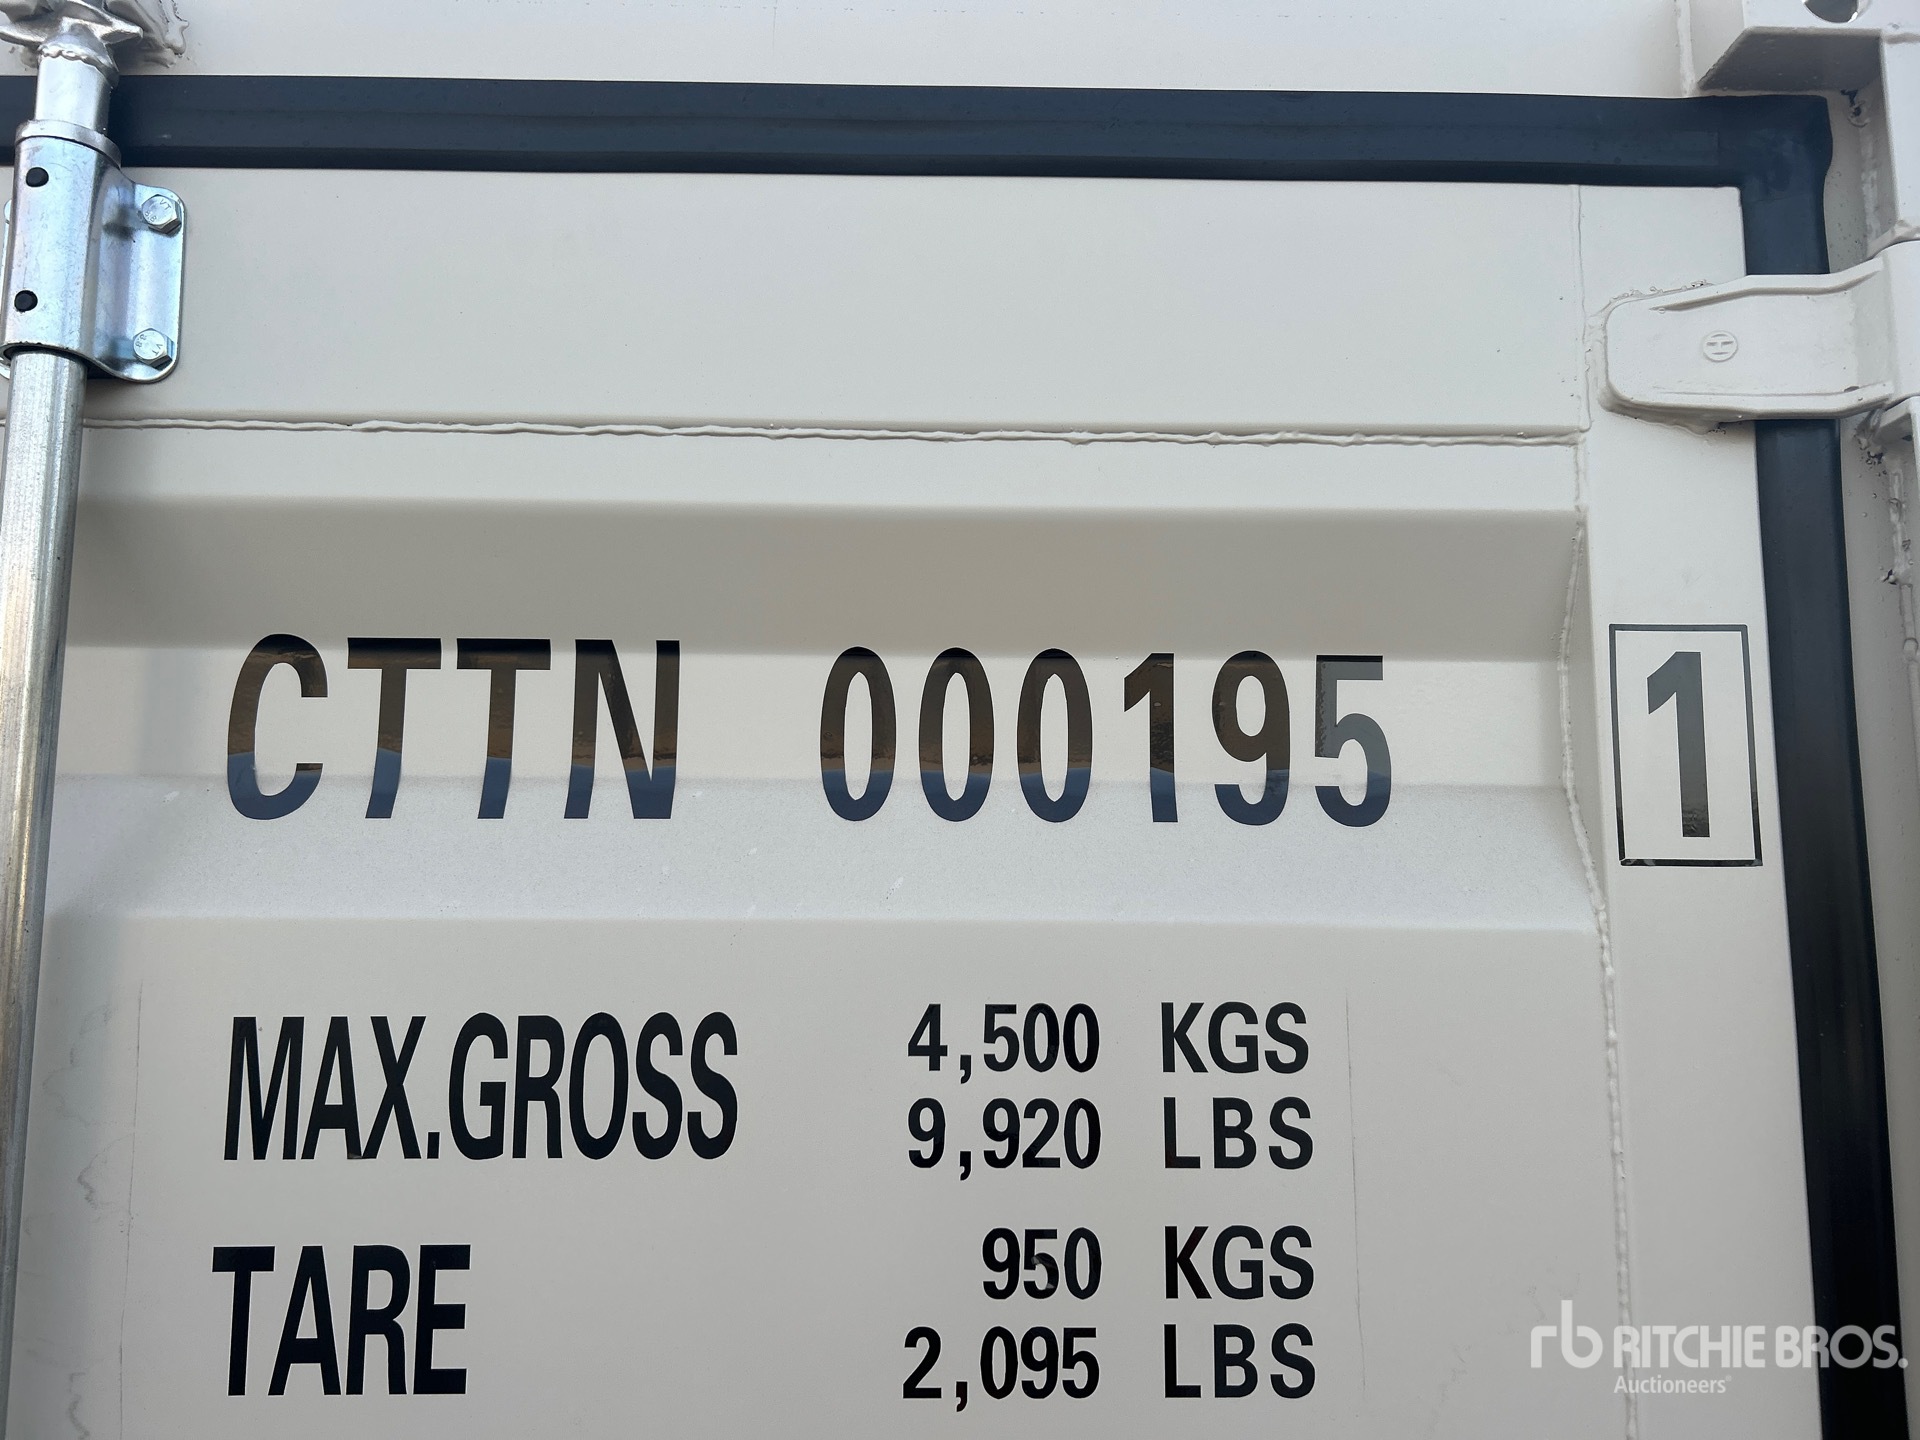 CTTN 000195 1
MAX.GROSS 4,500 KGS
9,920 LBS
TARE 950 KGS
2,095 LBS
rb RITCHIE BROS.
Auctioneers